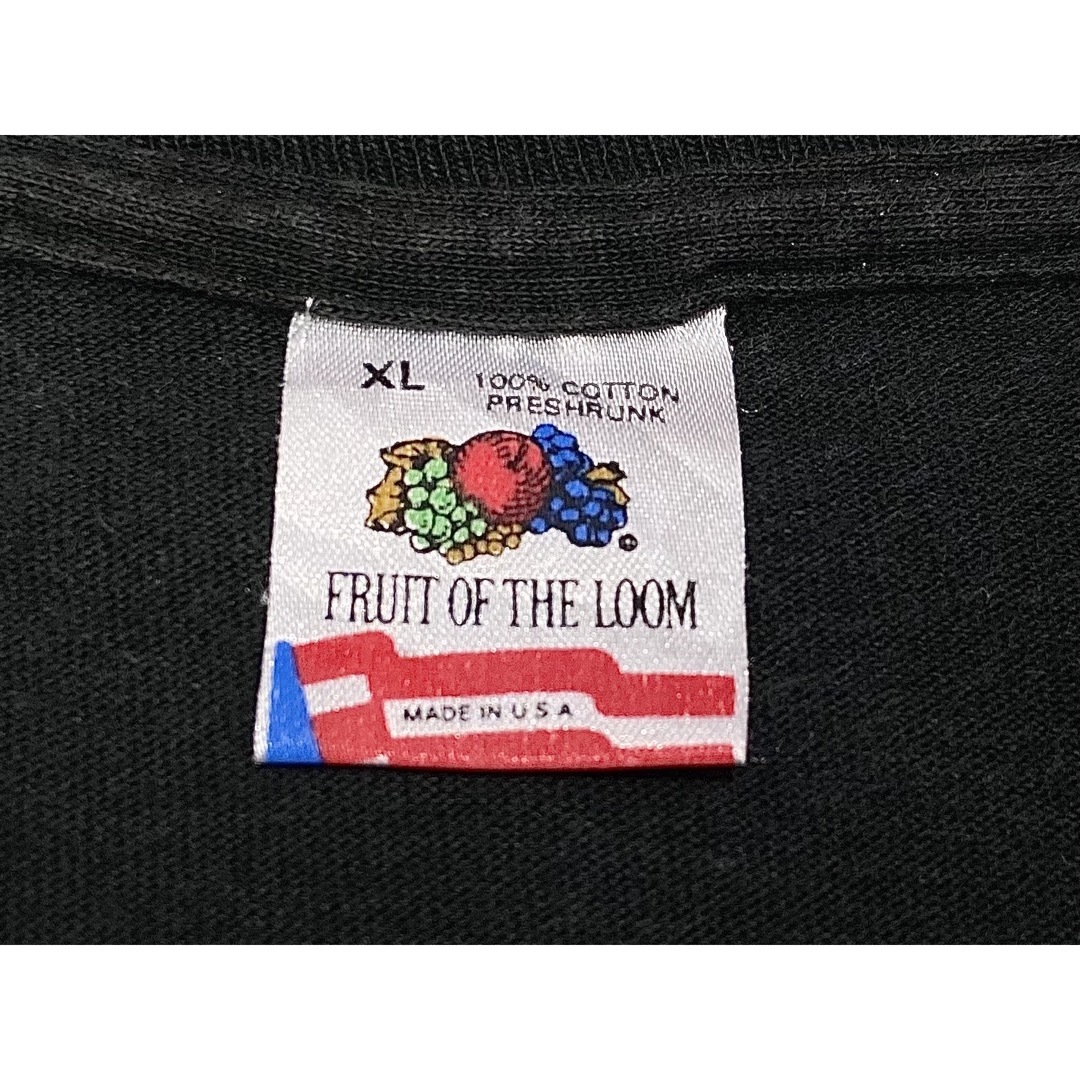 XL 100% COTTON
PRESHRUNK
®
FRUIT OF THE LOOM
MADE IN U S A